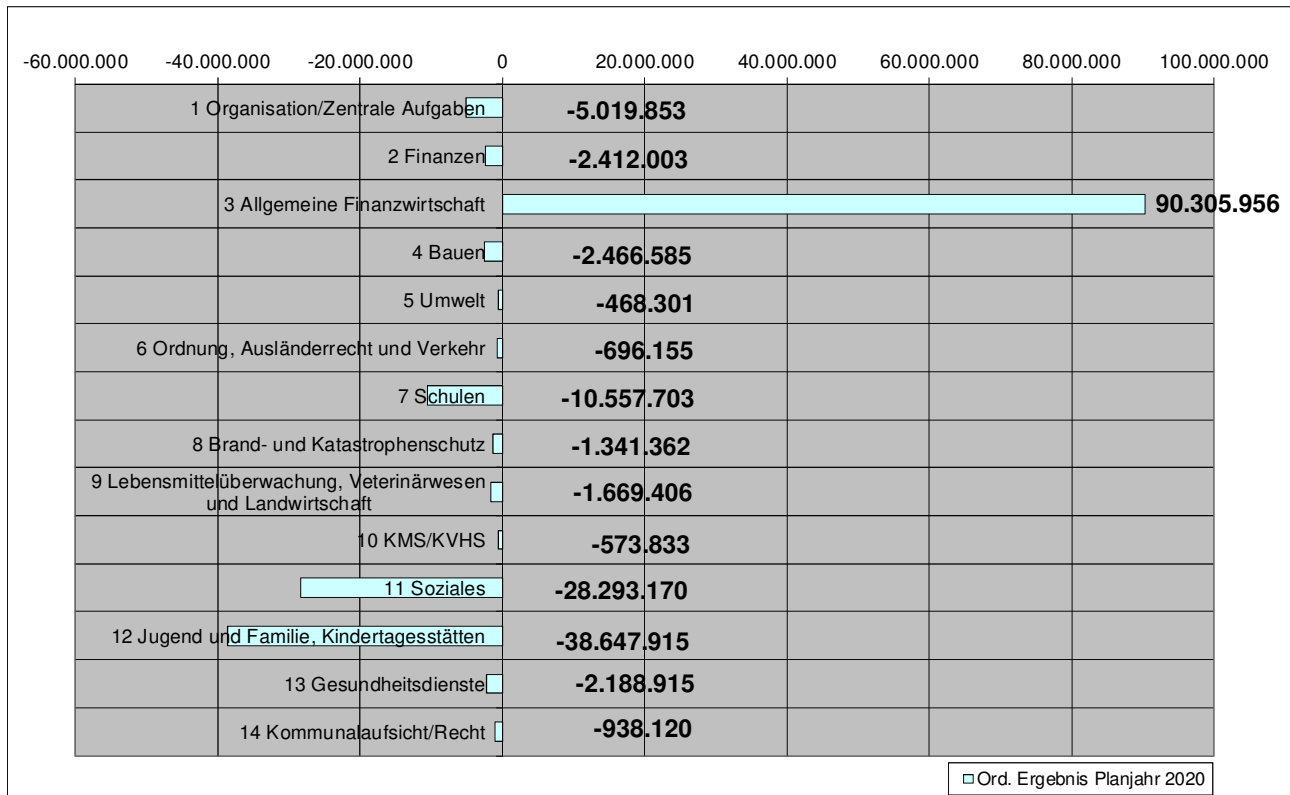 -60.000.000 -40.000.000 -20.000.000 0 20.000.000 40.000.000 60.000.000 80.000.000 100.000.000
1 Organisation/Zentrale Aufgaben -5.019.853
2 Finanzen -2.412.003
3 Allgemeine Finanzwirtschaft 90.305.956
4 Bauen -2.466.585
5 Umwelt -468.301
6 Ordnung, Ausländerrecht und Verkehr -696.155
7 Schulen -10.557.703
8 Brand- und Katastrophenschutz -1.341.362
9 Lebensmittelüberwachung, Veterinärwesen
und Landwirtschaft -1.669.406
10 KMS/KVHS -573.833
11 Soziales -28.293.170
12 Jugend und Familie, Kindertagesstätten -38.647.915
13 Gesundheitsdienste -2.188.915
14 Kommunalaufsicht/Recht -938.120
Ord. Ergebnis Planjahr 2020